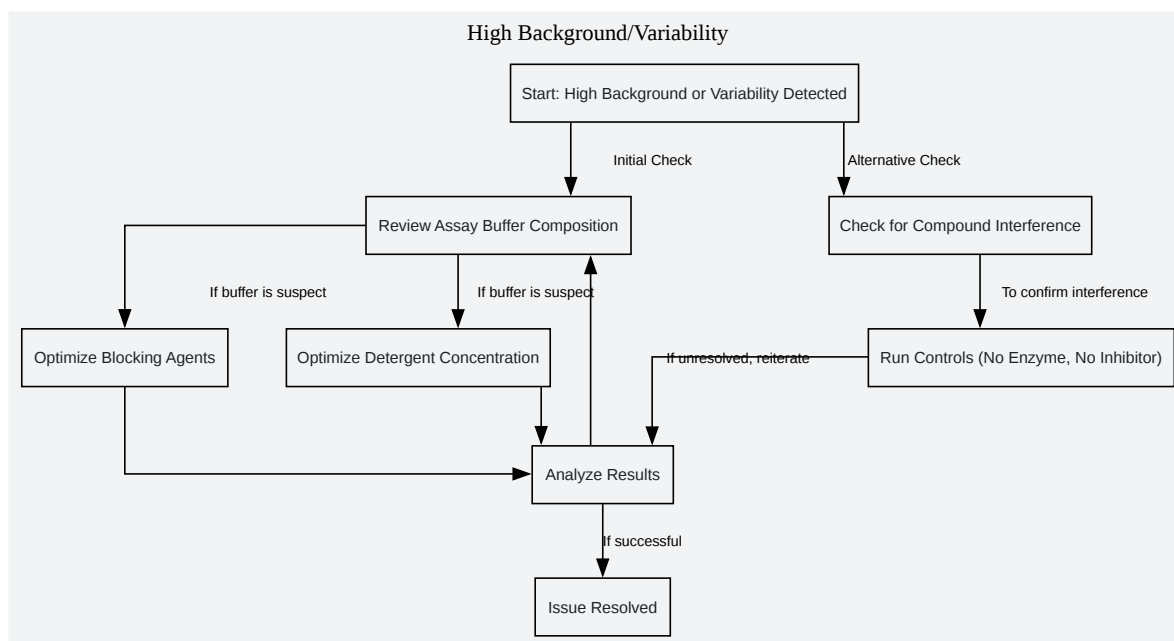 High Background/Variability
Start: High Background or Variability Detected
Initial Check
Alternative Check
Review Assay Buffer Composition
Check for Compound Interference
If buffer is suspect
If buffer is suspect
To confirm interference
Optimize Blocking Agents
Optimize Detergent Concentration
If unresolved, reiterate
Run Controls (No Enzyme, No Inhibitor)
Analyze Results
If successful
Issue Resolved